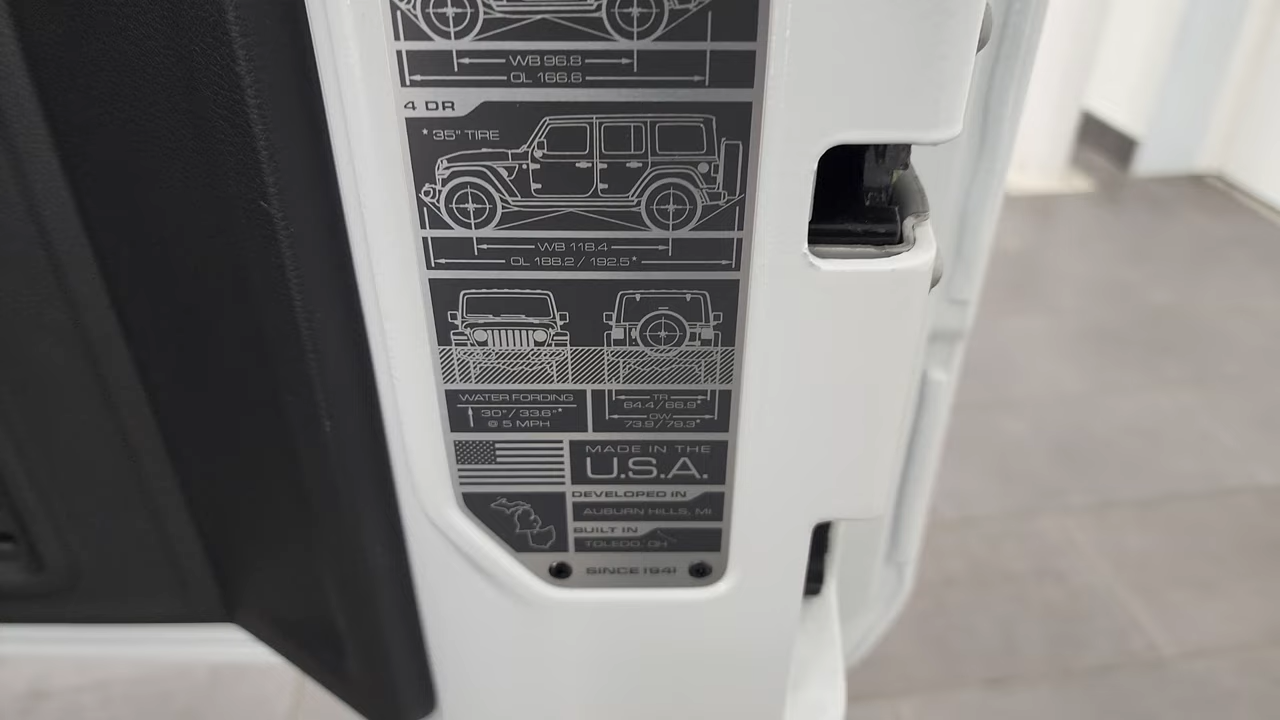 WB 96.8
OL 166.6
4 DR
* 35" TIRE
WB 118.4
OL 188.2 / 192.5*
WATER FORDING
30" / 33.6"*
@ 5 MPH
TR
64.4 / 66.9*
OW
73.9 / 79.3*
MADE IN THE
U.S.A.
DEVELOPED IN
AUBURN HILLS, MI
BUILT IN
TOLEDO, OH
SINCE 1941